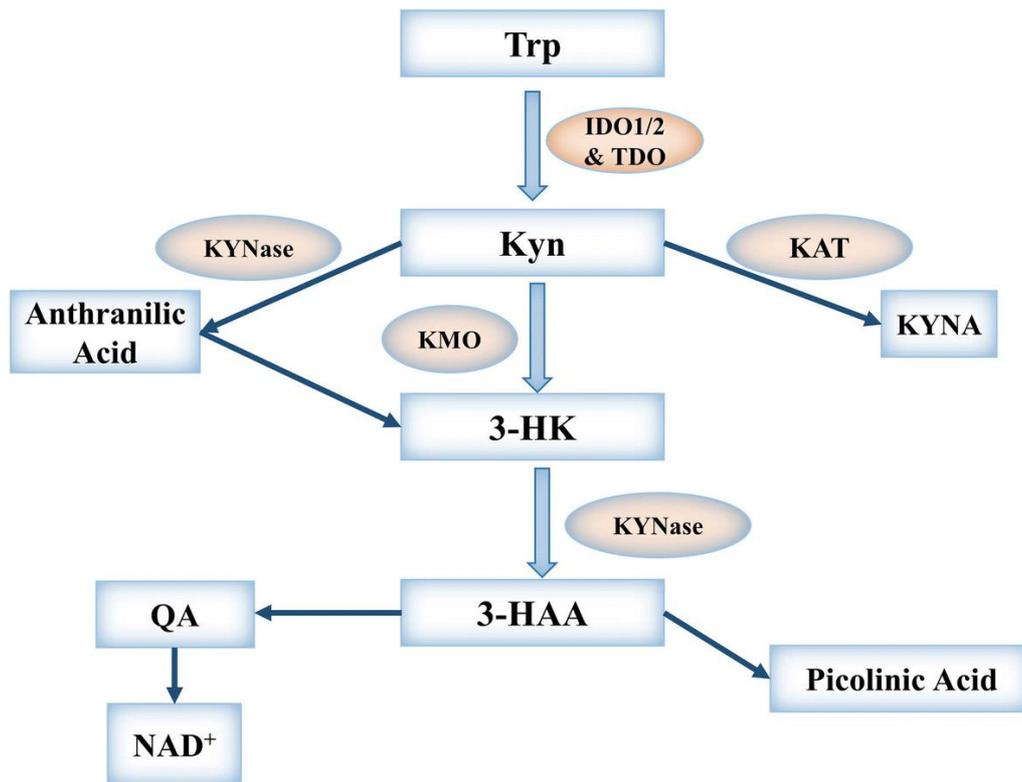 Trp
IDO1/2
& TDO
KYNase
Kyn
KAT
Anthranilic
Acid
KMO
KYNA
3-HK
KYNase
QA
3-HAA
Picolinic Acid
NAD⁺